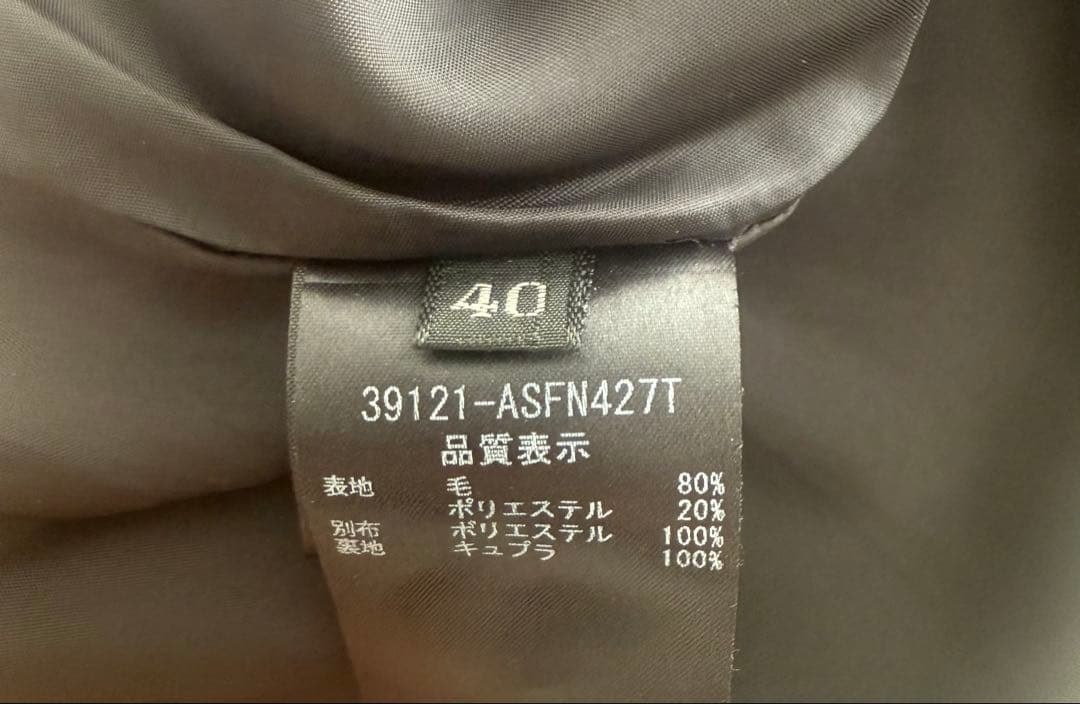 40
39121-ASFN427T
品質表示
表地 毛 80%
ポリエステル 20%
別布 ポリエステル 100%
裏地 キュプラ 100%